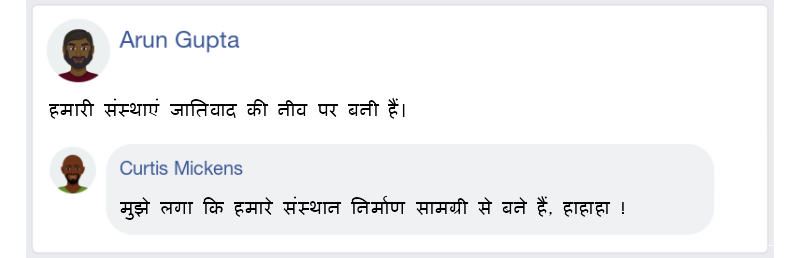 Arun Gupta
हमारी संस्थाएं जातिवाद की नीव पर बनी हैं।
Curtis Mickens
मुझे लगा कि हमारे संस्थान निर्माण सामग्री से बने हैं, हाहाहा !